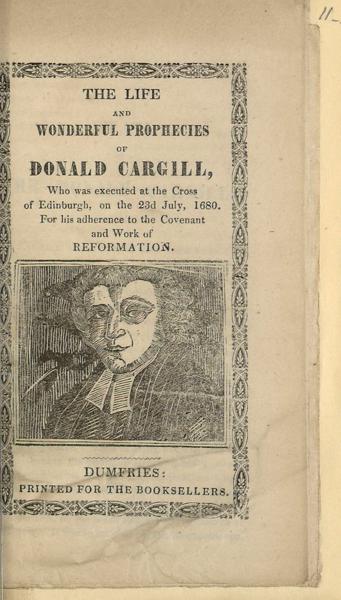 11-
THE LIFE
AND
WONDERFUL PROPHECIES
OF
DONALD CARGILL,
Who was executed at the Cross
of Edinburgh, on the 23d July, 1680.
For his adherence to the Covenant
and Work of
REFORMATION.
DUMFRIES:
PRINTED FOR THE BOOKSELLERS.